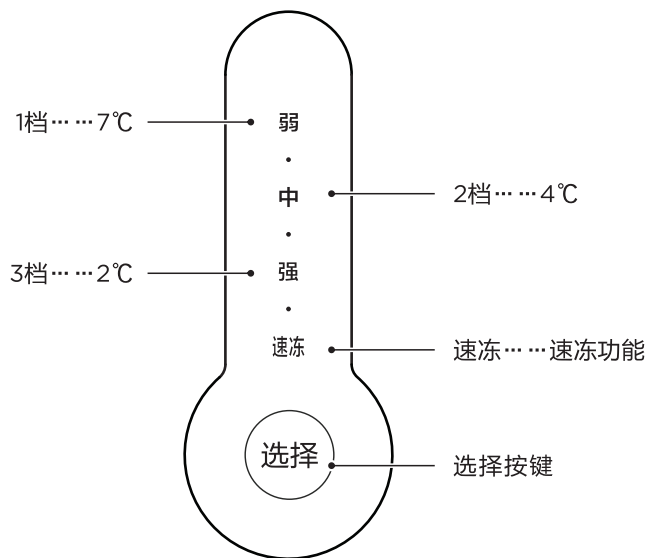 1档⋯ ⋯7℃
弱
中
2档⋯ ⋯4℃
3档⋯ ⋯2℃
强
速冻
速冻⋯ ⋯速冻功能
选择
选择按键